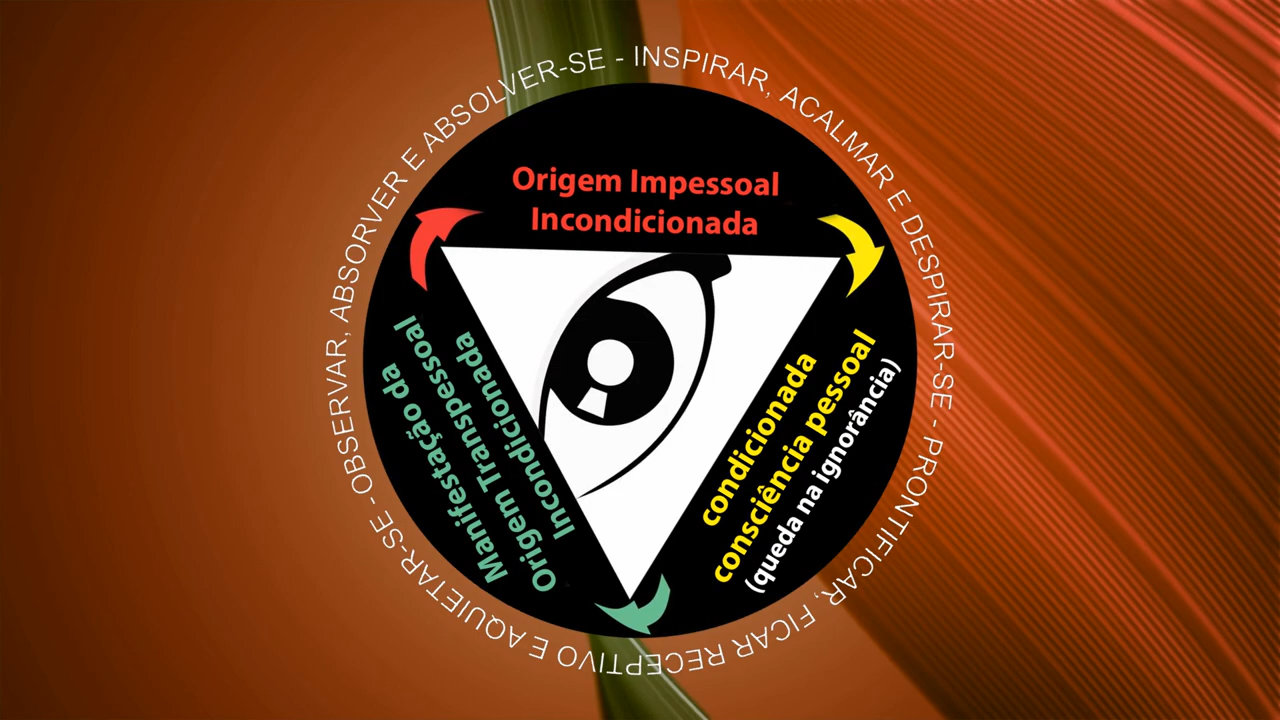 OBSERVAR, ABSORVER E ABSOLVER-SE - INSPIRAR, ACALMAR E DESPIRAR-SE - PRONTIFICAR, FICAR RECEPTIVO E AQUIETAR-SE -
Origem Impessoal
Incondicionada
condicionada
consciência pessoal
(queda na ignorância)
Manifestação da
Origem Transpessoal
Incondicionada